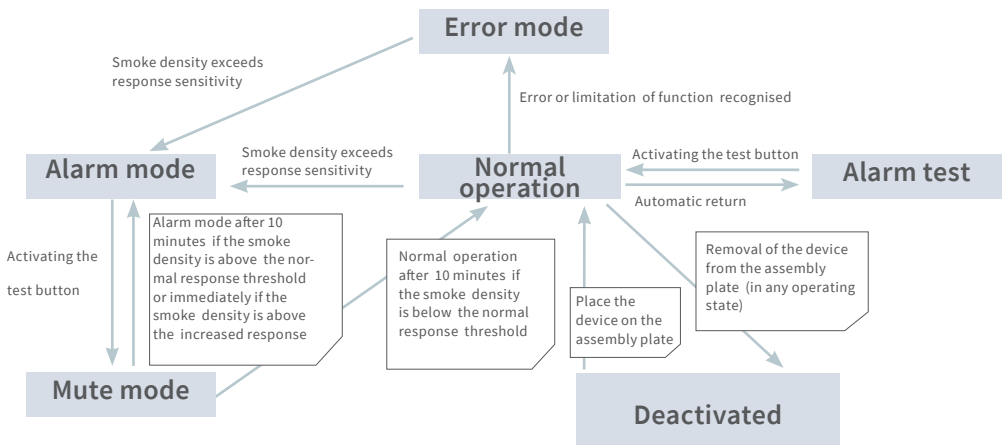 Error mode
Smoke density exceeds
response sensitivity
Error or limitation of function recognised
Alarm mode
Smoke density exceeds
response sensitivity
Normal
operation
Activating the test button
Automatic return
Alarm test
Activating the
test button
Alarm mode after 10
minutes if the smoke
density is above the nor-
mal response threshold
or immediately if the
smoke density is above
the increased response
Normal operation
after 10 minutes if
the smoke density
is below the normal
response threshold
Place the
device on the
assembly plate
Removal of the device
from the assembly
plate (in any operating
state)
Mute mode
Deactivated